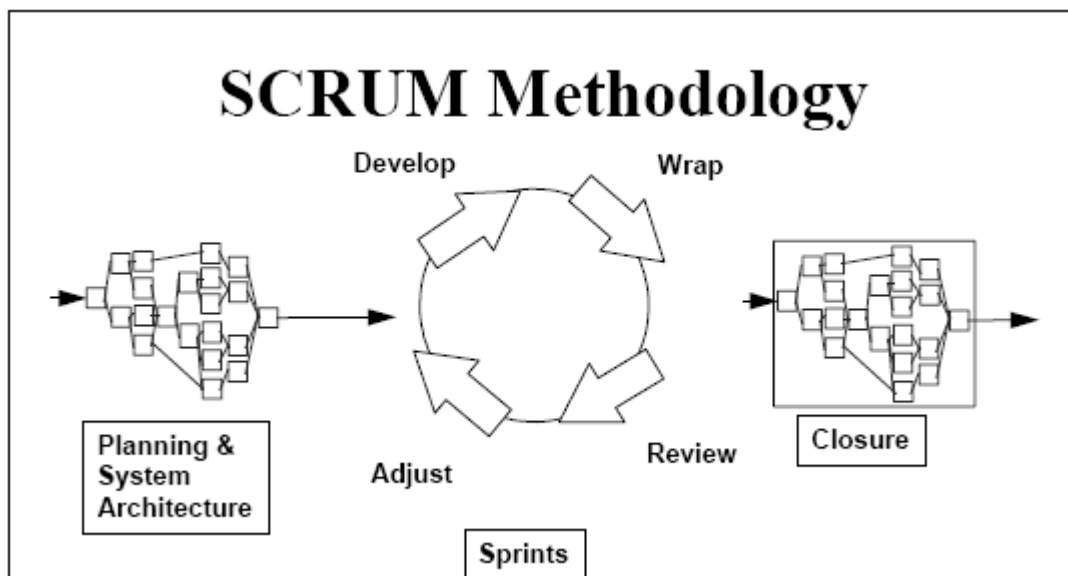 SCRUM Methodology
Develop
Wrap
Planning &
System
Architecture
Adjust
Review
Closure
Sprints